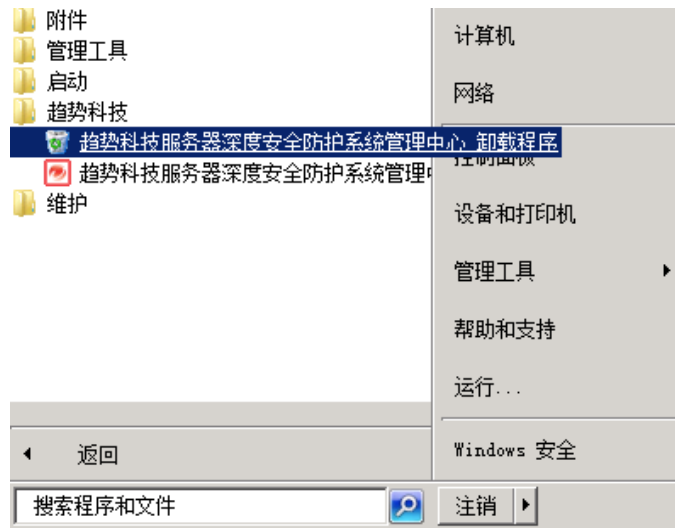 附件
管理工具
启动
趋势科技
趋势科技服务器深度安全防护系统管理中心 卸载程序
趋势科技服务器深度安全防护系统管理
维护
返回
搜索程序和文件
计算机
网络
控制面板
设备和打印机
管理工具
帮助和支持
运行...
Windows 安全
注销